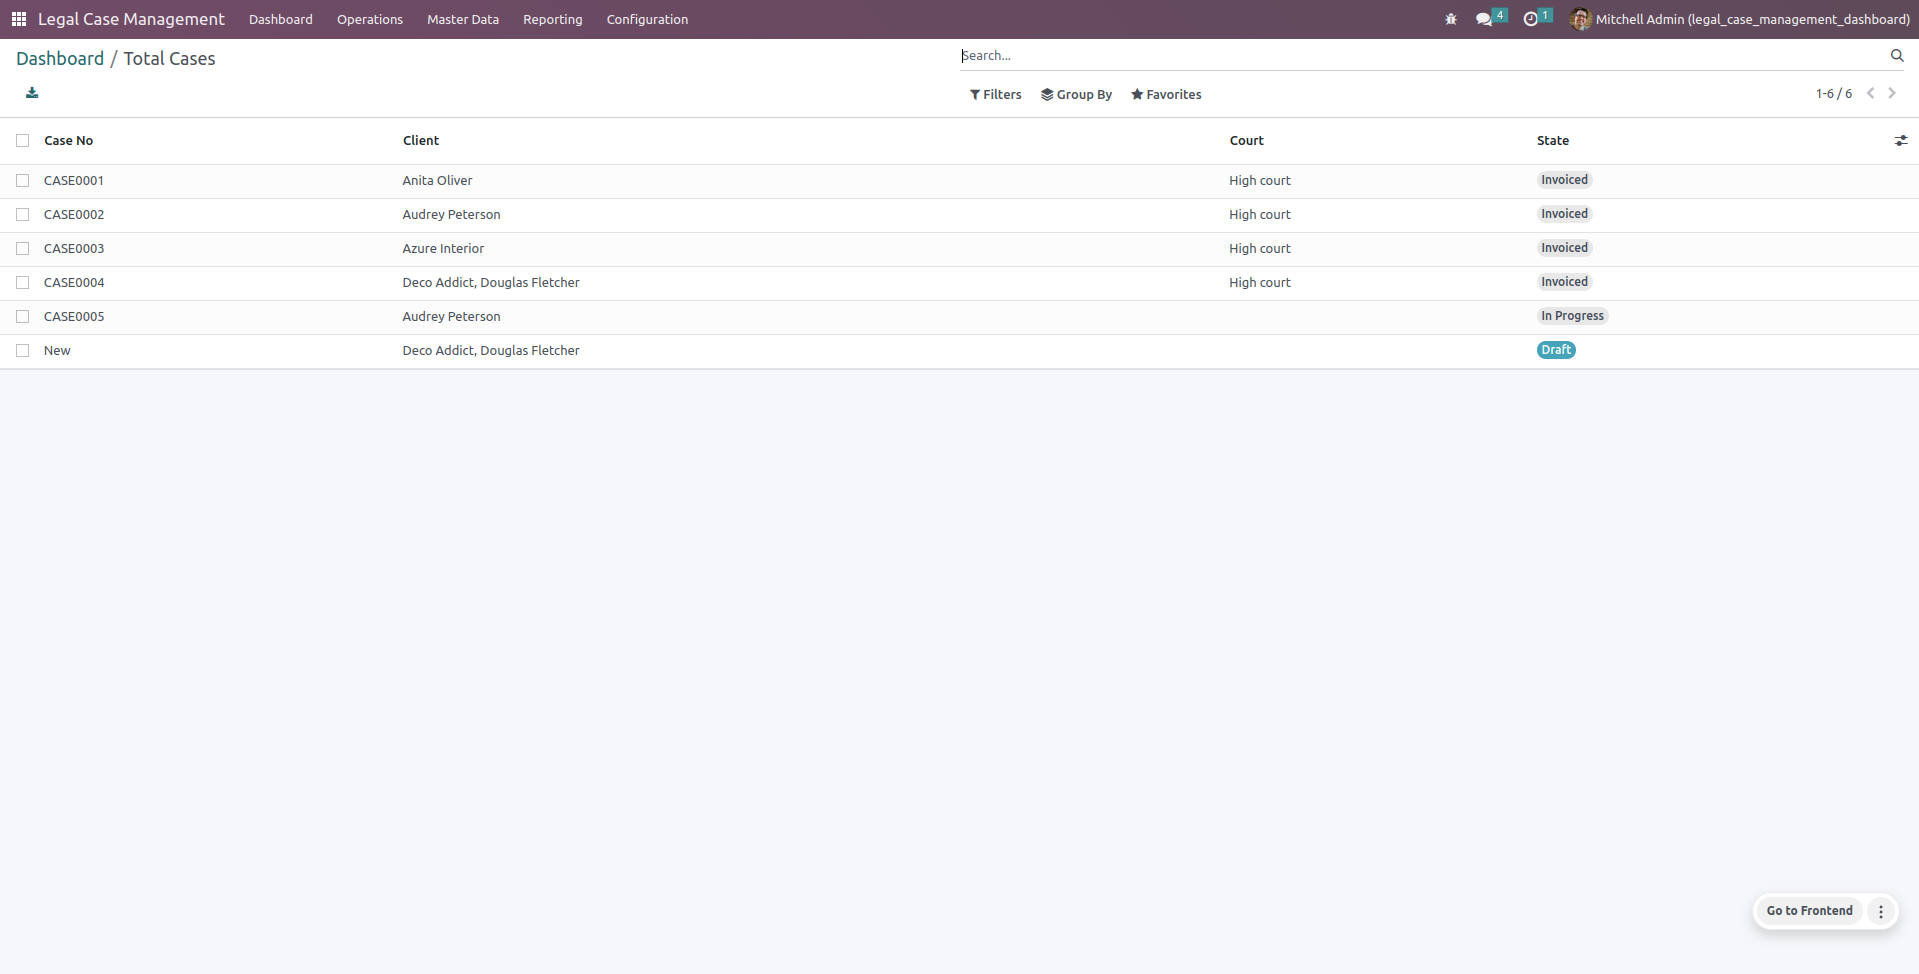 Legal Case Management Dashboard Operations Master Data Reporting Configuration 4 1 Mitchell Admin (legal_case_management_dashboard)
Dashboard / Total Cases Search...
Filters Group By Favorites 1-6 / 6
Case No Client Court State
CASE0001 Anita Oliver High court Invoiced
CASE0002 Audrey Peterson High court Invoiced
CASE0003 Azure Interior High court Invoiced
CASE0004 Deco Addict, Douglas Fletcher High court Invoiced
CASE0005 Audrey Peterson In Progress
New Deco Addict, Douglas Fletcher Draft
Go to Frontend